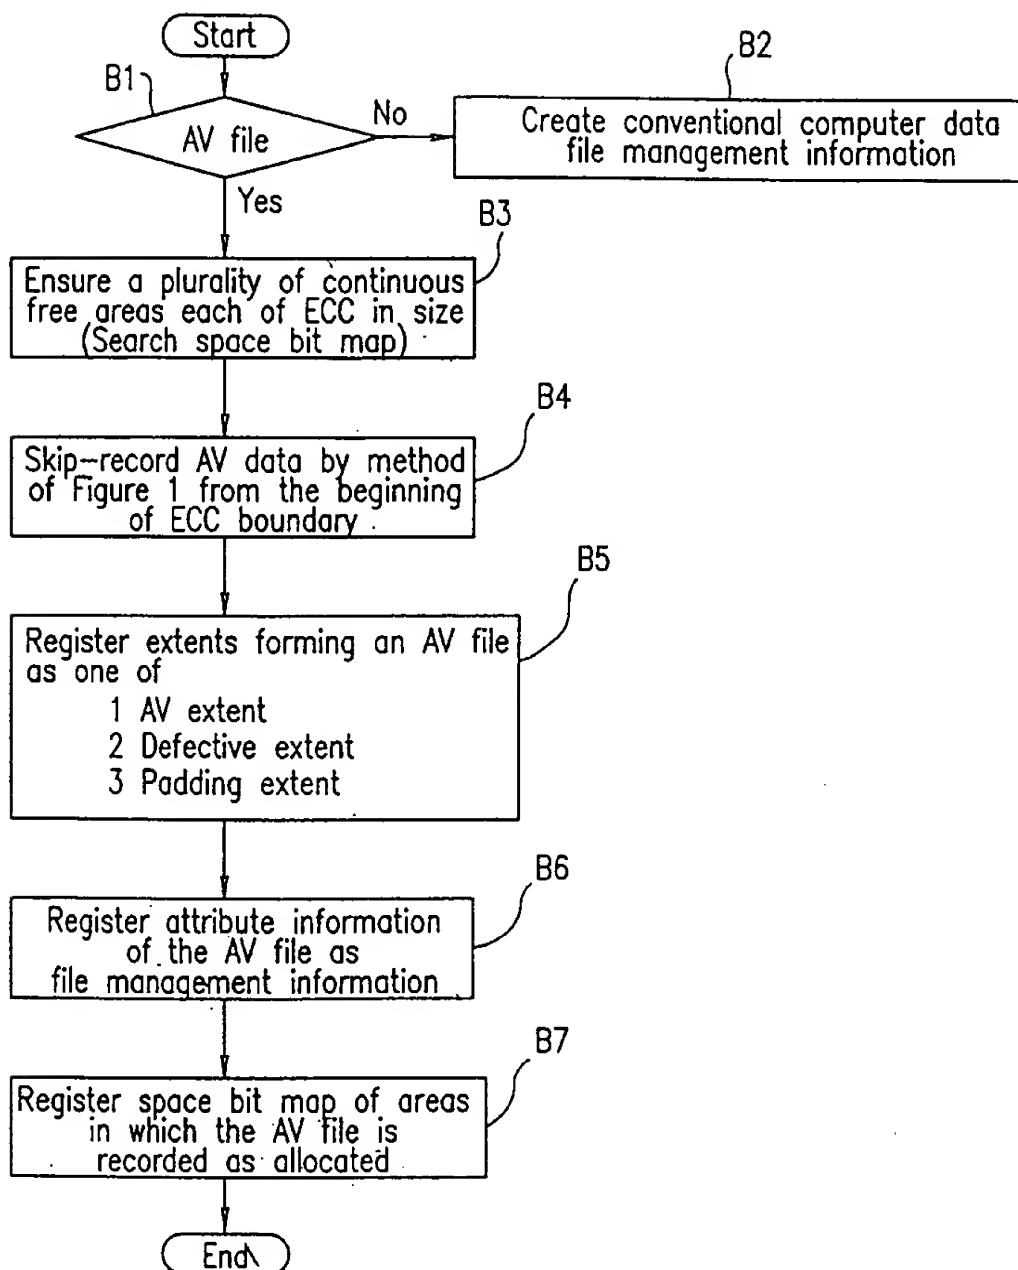 Start
B1
AV file
No
B2
Create conventional computer data
file management information
Yes
B3
Ensure a plurality of continuous
free areas each of ECC in size
(Search space bit map)
B4
Skip-record AV data by method
of Figure 1 from the beginning
of ECC boundary
B5
Register extents forming an AV file
as one of
1 AV extent
2 Defective extent
3 Padding extent
B6
Register attribute information
of the AV file as
file management information
B7
Register space bit map of areas
in which the AV file is
recorded as allocated
End